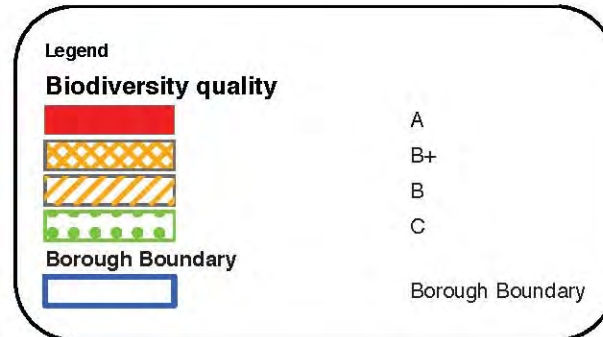 Legend
Biodiversity quality
A
B+
B
C
Borough Boundary
Borough Boundary